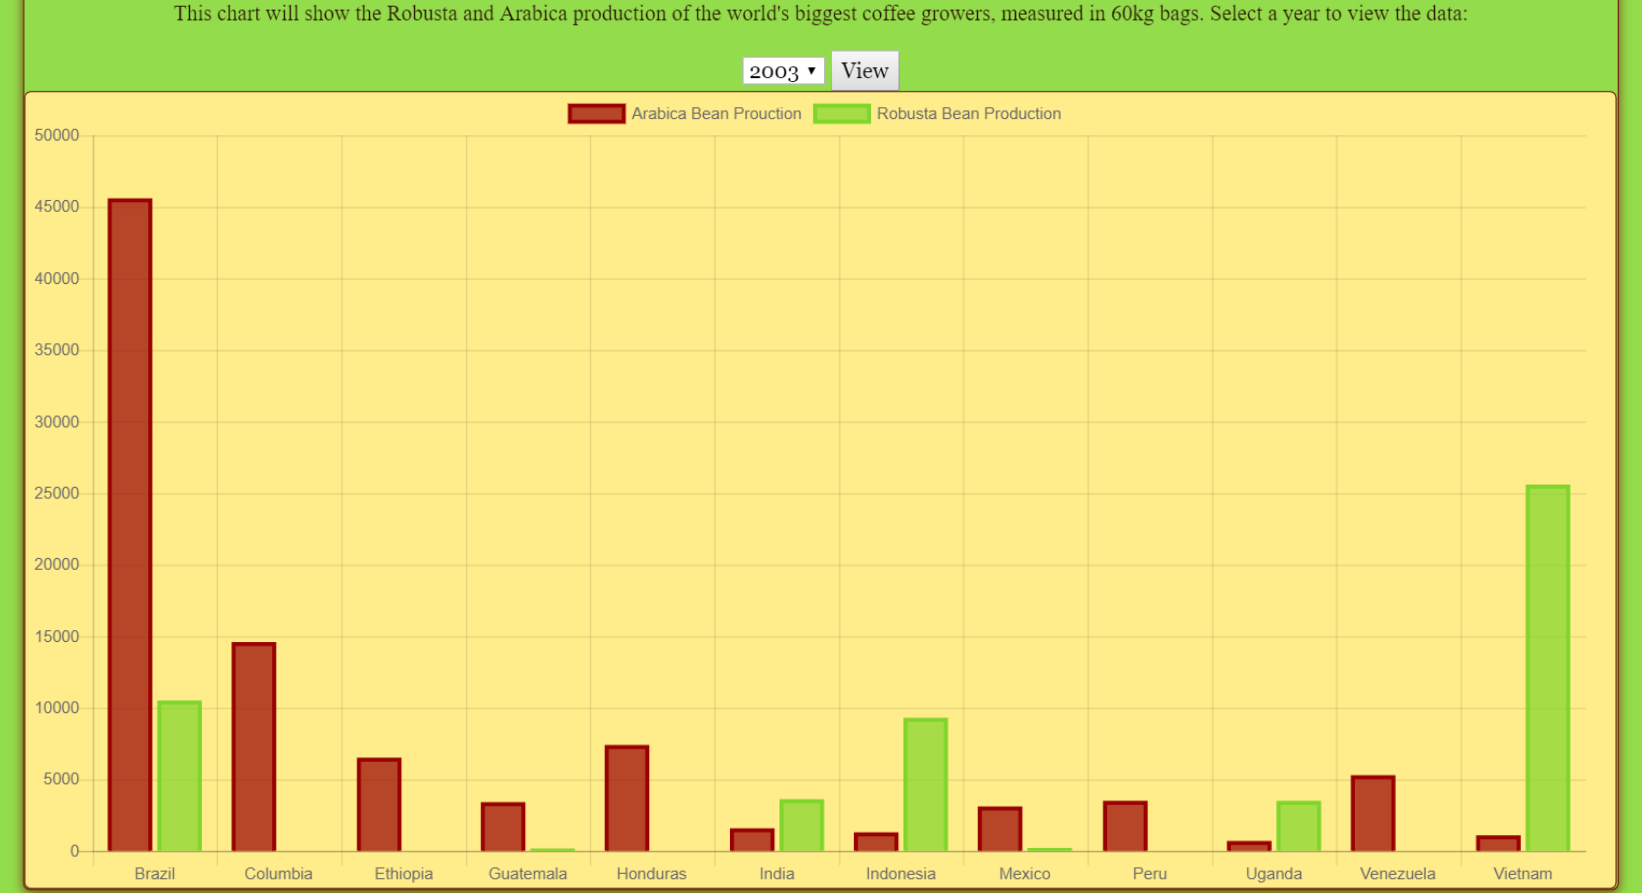 This chart will show the Robusta and Arabica production of the world's biggest coffee growers, measured in 60kg bags. Select a year to view the data:
2003 View
Arabica Bean Prouction Robusta Bean Production
50000
45000
40000
35000
30000
25000
20000
15000
10000
5000
0
Brazil Columbia Ethiopia Guatemala Honduras India Indonesia Mexico Peru Uganda Venezuela Vietnam